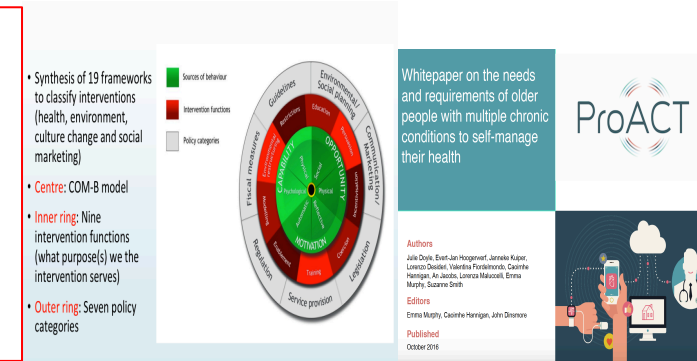 • Synthesis of 19 frameworks
to classify interventions
(health, environment,
culture change and social
marketing)
• Centre: COM-B model
• Inner ring: Nine
intervention functions
(what purpose(s) we the
intervention serves)
• Outer ring: Seven policy
categories
Sources of behaviour
Intervention functions
Policy categories
Guidelines
Environmental/
Social planning
Communication/
Marketing
Legislation
Service provision
Regulation
Fiscal measures
Restrictions
Education
Persuasion
Incentivisation
Coercion
Training
Enablement
Modelling
Environmental
restructuring
CAPABILITY
OPPORTUNITY
MOTIVATION
Physical
Social
Psychological
Physical
Automatic
Reflective
Whitepaper on the needs
and requirements of older
people with multiple chronic
conditions to self-manage
their health
ProACT
Authors
Julie Doyle, Evert-Jan Hoogerwerf, Janneke Kuiper,
Lorenzo Desideri, Valentina Fiordelmondo, Caoimhe
Hannigan, An Jacobs, Lorenza Maluccelli, Emma
Murphy, Suzanne Smith
Editors
Emma Murphy, Caoimhe Hannigan, John Dinsmore
Published
October 2016